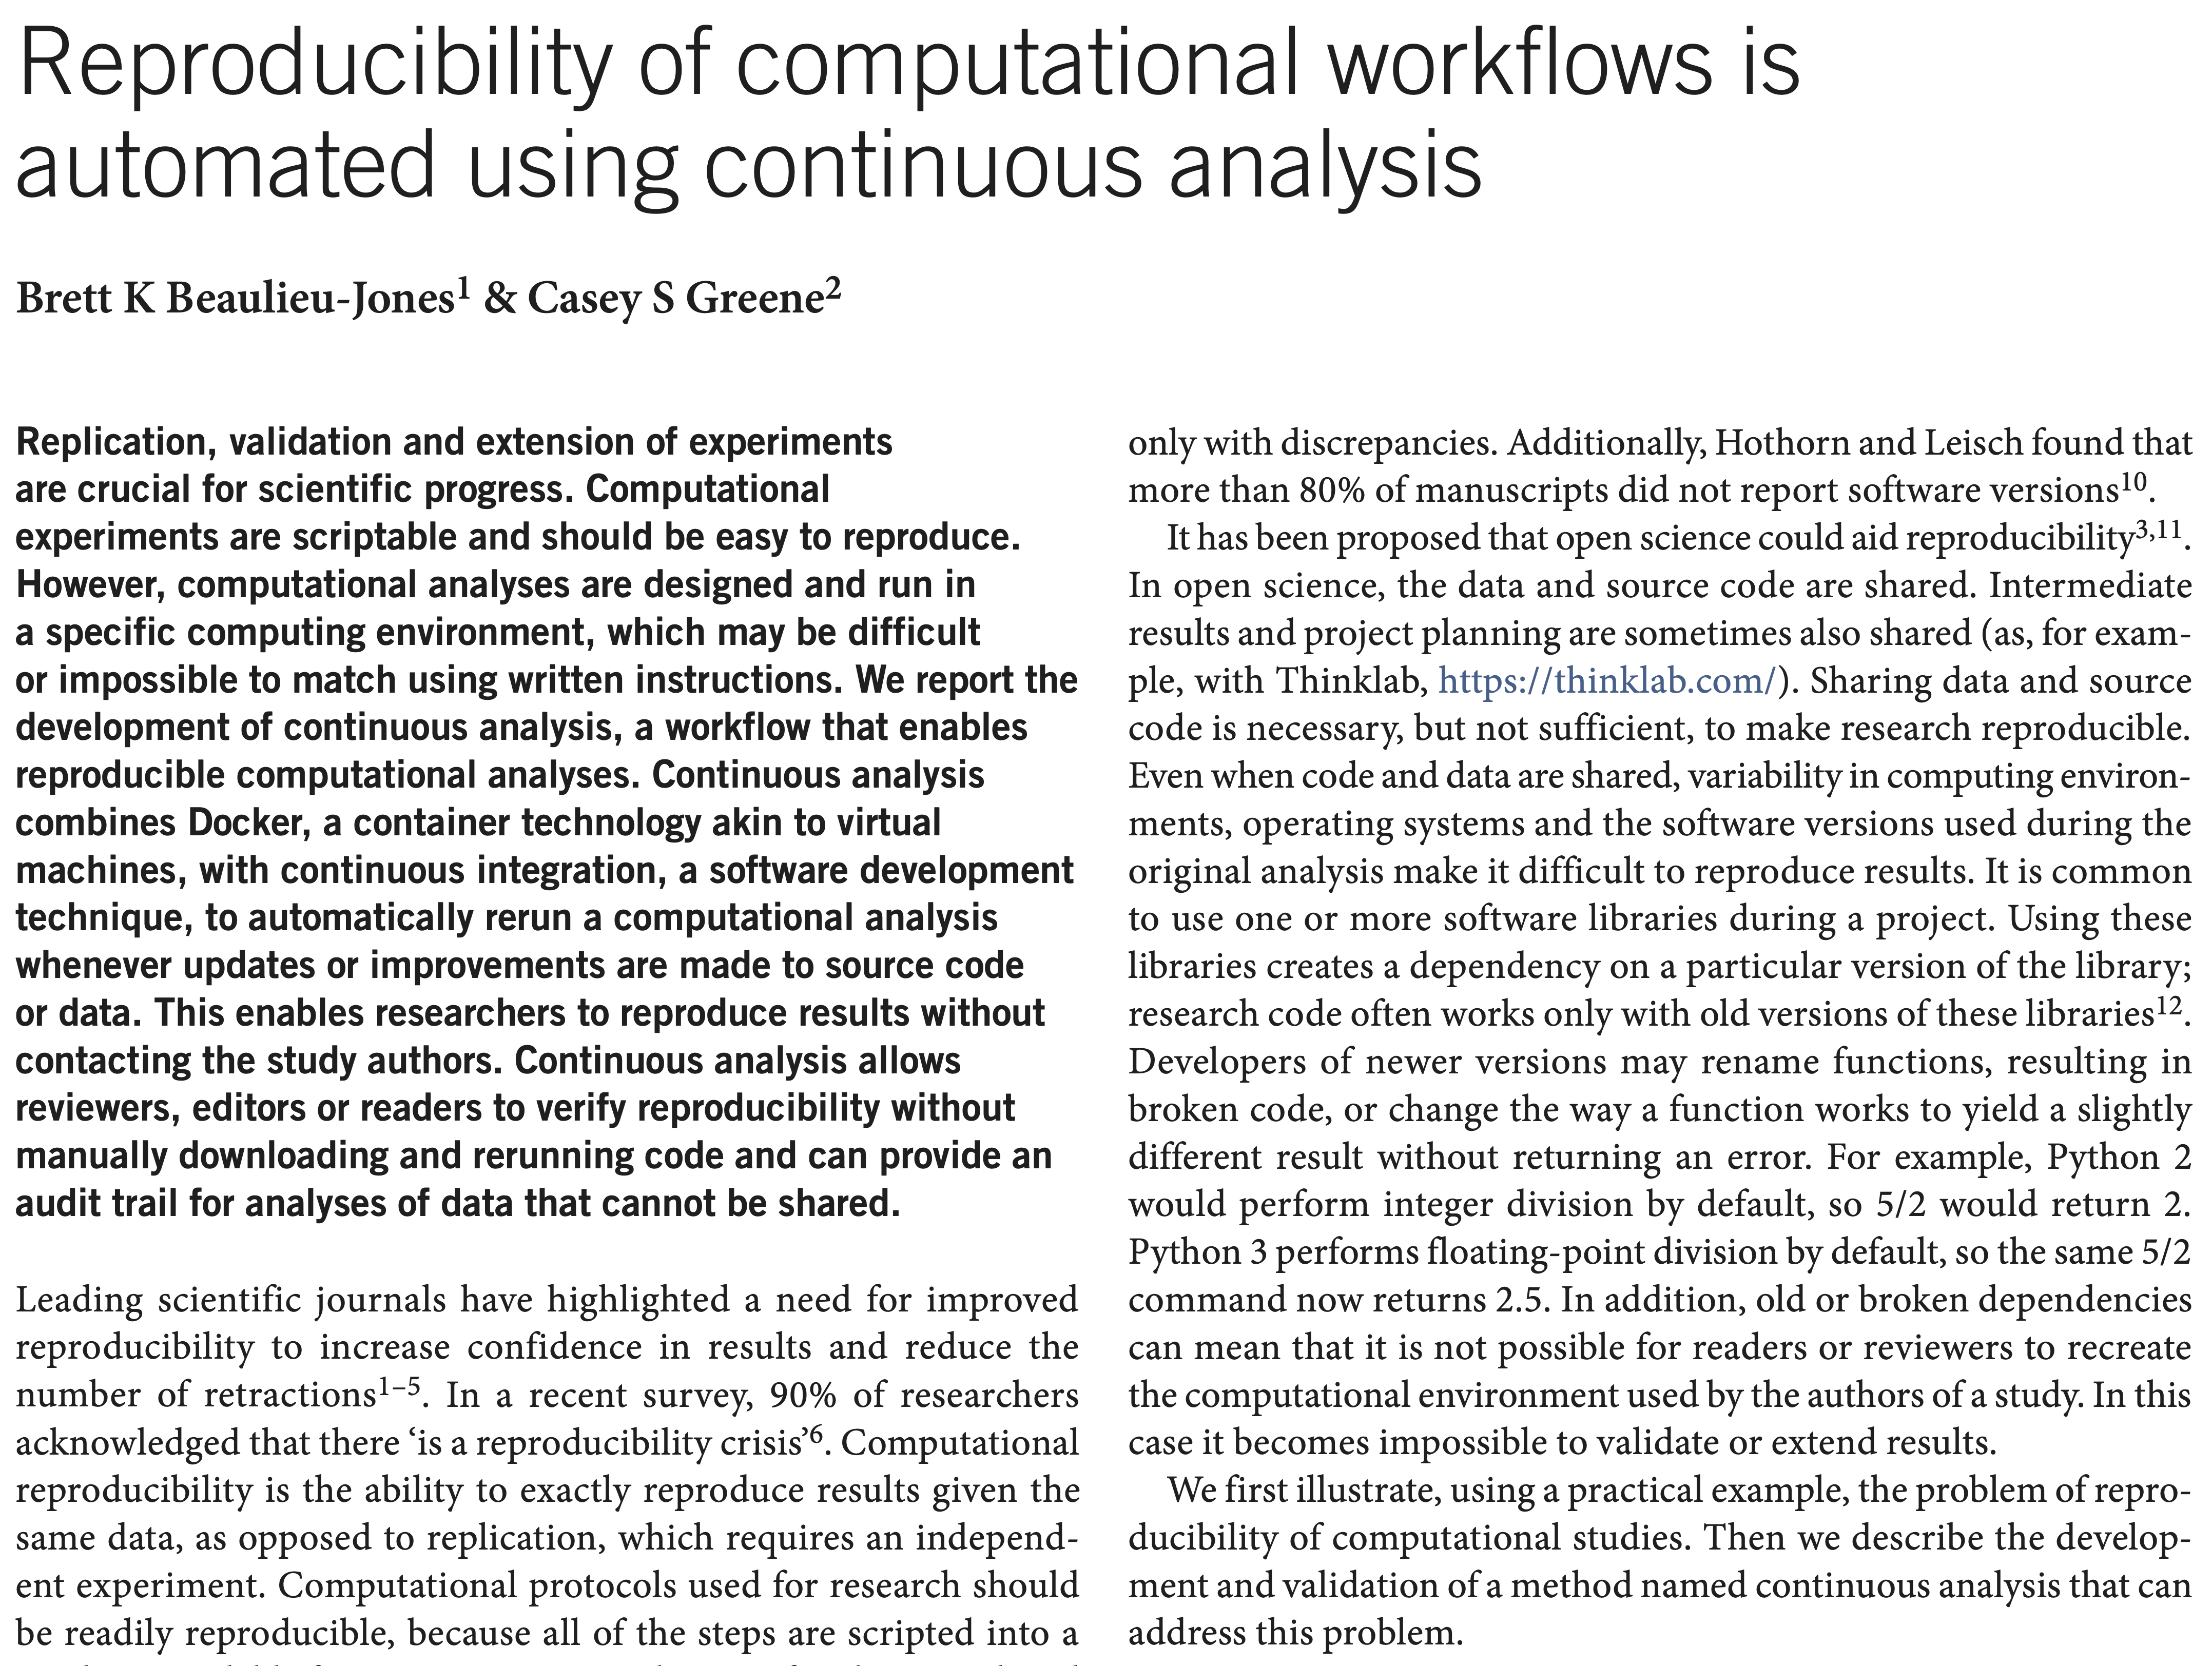 Reproducibility of computational workflows is
automated using continuous analysis
Brett K Beaulieu-Jones1 & Casey S Greene2
Replication, validation and extension of experiments
are crucial for scientific progress. Computational
experiments are scriptable and should be easy to reproduce.
However, computational analyses are designed and run in
a specific computing environment, which may be difficult
or impossible to match using written instructions. We report the
development of continuous analysis, a workflow that enables
reproducible computational analyses. Continuous analysis
combines Docker, a container technology akin to virtual
machines, with continuous integration, a software development
technique, to automatically rerun a computational analysis
whenever updates or improvements are made to source code
or data. This enables researchers to reproduce results without
contacting the study authors. Continuous analysis allows
reviewers, editors or readers to verify reproducibility without
manually downloading and rerunning code and can provide an
audit trail for analyses of data that cannot be shared.
Leading scientific journals have highlighted a need for improved
reproducibility to increase confidence in results and reduce the
number of retractions1–5. In a recent survey, 90% of researchers
acknowledged that there ‘is a reproducibility crisis’6. Computational
reproducibility is the ability to exactly reproduce results given the
same data, as opposed to replication, which requires an independ-
ent experiment. Computational protocols used for research should
be readily reproducible, because all of the steps are scripted into a
only with discrepancies. Additionally, Hothorn and Leisch found that
more than 80% of manuscripts did not report software versions10.
It has been proposed that open science could aid reproducibility3,11.
In open science, the data and source code are shared. Intermediate
results and project planning are sometimes also shared (as, for exam-
ple, with Thinklab, https://thinklab.com/). Sharing data and source
code is necessary, but not sufficient, to make research reproducible.
Even when code and data are shared, variability in computing environ-
ments, operating systems and the software versions used during the
original analysis make it difficult to reproduce results. It is common
to use one or more software libraries during a project. Using these
libraries creates a dependency on a particular version of the library;
research code often works only with old versions of these libraries12.
Developers of newer versions may rename functions, resulting in
broken code, or change the way a function works to yield a slightly
different result without returning an error. For example, Python 2
would perform integer division by default, so 5/2 would return 2.
Python 3 performs floating-point division by default, so the same 5/2
command now returns 2.5. In addition, old or broken dependencies
can mean that it is not possible for readers or reviewers to recreate
the computational environment used by the authors of a study. In this
case it becomes impossible to validate or extend results.
We first illustrate, using a practical example, the problem of repro-
ducibility of computational studies. Then we describe the develop-
ment and validation of a method named continuous analysis that can
address this problem.